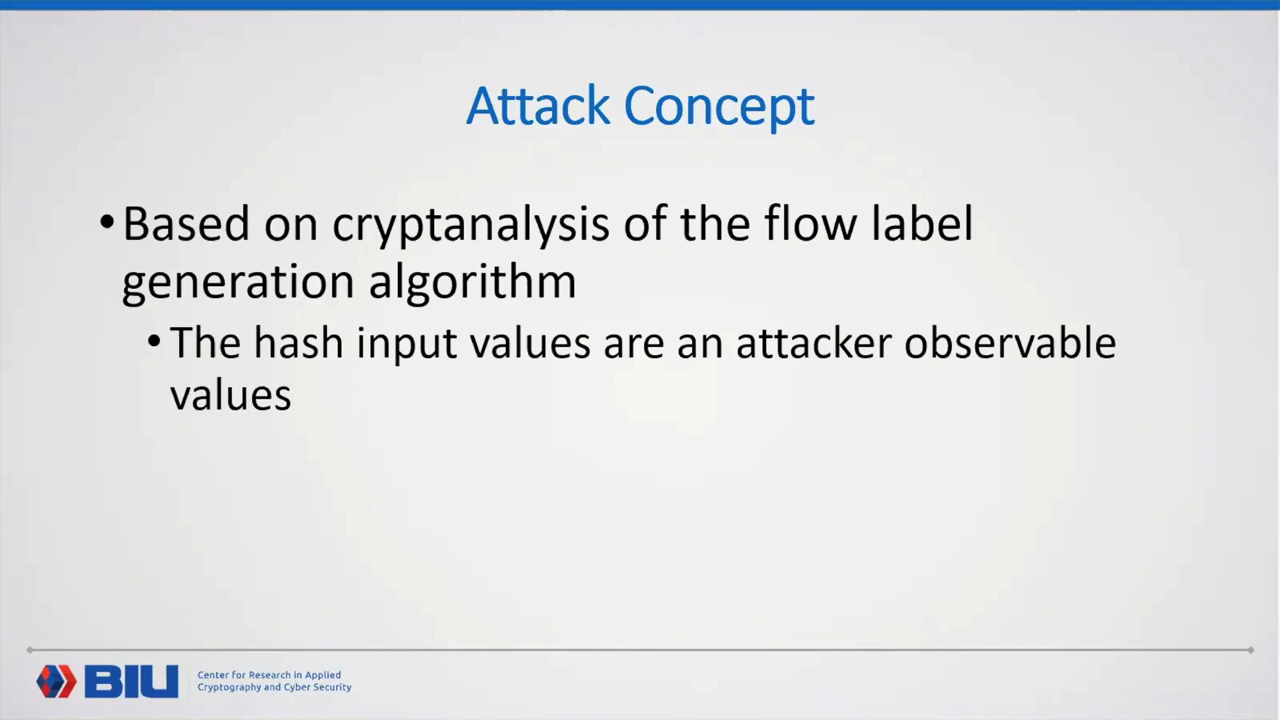 Attack Concept
•Based on cryptanalysis of the flow label
generation algorithm
•The hash input values are an attacker observable
values
BIU
Center for Research in Applied
Cryptography and Cyber Security